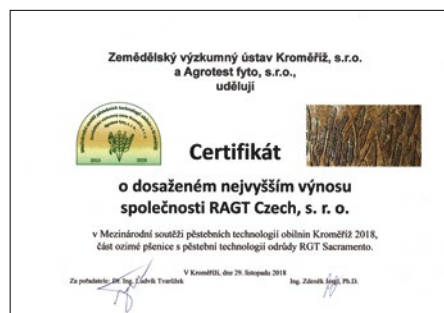 Zemědělský výzkumný ústav Kroměříž, s.r.o.
a Agrotest fyto, s.r.o.,
udělují
Certifikát
o dosaženém nejvyšším výnosu
společnosti RAGT Czech, s. r. o.
v Mezinárodní soutěži pěstebních technologií obilnin Kroměříž 2018,
část ozimé pšenice s pěstební technologií odrůdy RGT Sacramento.
V Kroměříži, dne 29. listopadu 2018
Za pořadatele: Dr. Ing. Ludvík Tvarůžek
Ing. Zdeněk Jergl, Ph.D.